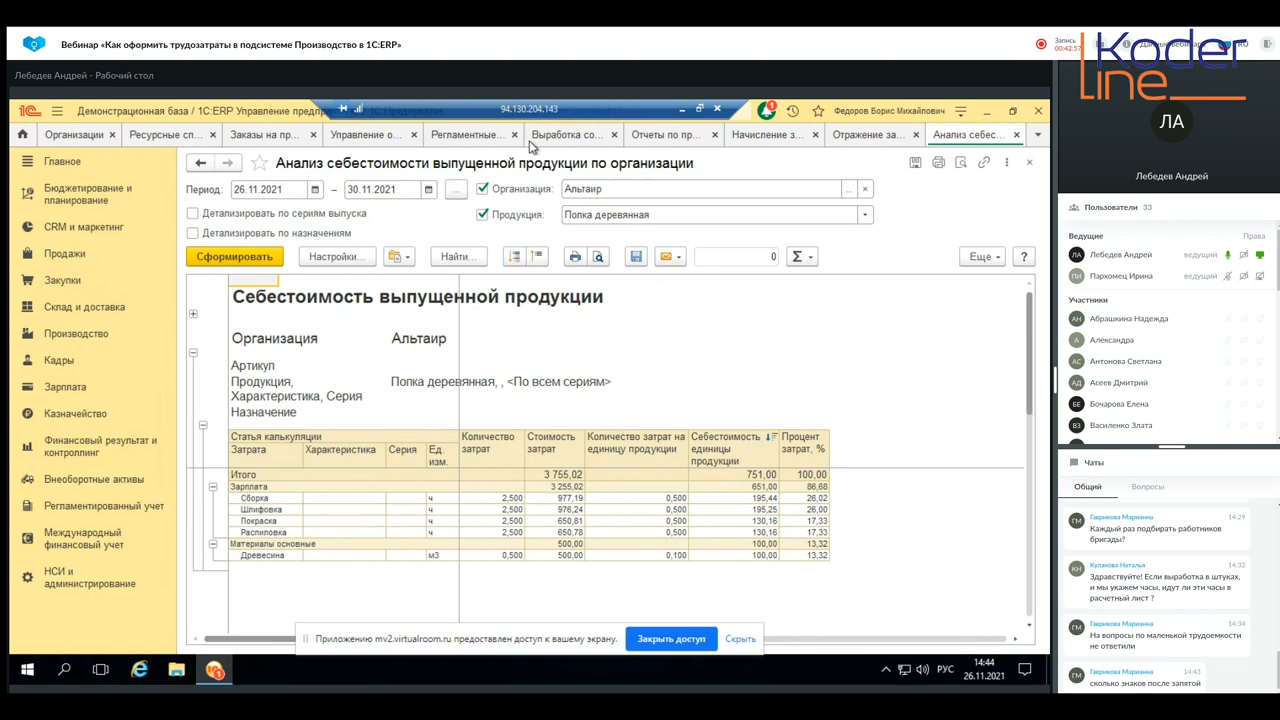 Вебинар «Как оформить трудозатраты в подсистеме Производство в 1С:ERP»
Запись
00:42:57
RU
Koder
line
Лебедев Андрей - Рабочий стол
94.130.204.143
Демонстрационная база / 1С:ERP Управление
Федоров Борис Михайлович
Организации
Ресурсные сп...
Заказы на пр...
Управление о...
Регламентные...
Выработка со...
Отчеты по пр...
Начисление з...
Отражение за...
Анализ себес...
ЛА
Лебедев Андрей
Главное
Бюджетирование и
планирование
CRM и маркетинг
Продажи
Закупки
Склад и доставка
Производство
Кадры
Зарплата
Казначейство
Финансовый результат и
контроллинг
Внеоборотные активы
Регламентированный учет
Международный
финансовый учет
НСИ и
администрирование
Анализ себестоимости выпущенной продукции по организации
Период: 26.11.2021 – 30.11.2021 ... Организация: Альтаир
Детализировать по сериям выпуска Продукция: Полка деревянная
Детализировать по назначениям
Сформировать Настройки... Найти... 0 Σ Еще ?
Себестоимость выпущенной продукции
Организация Альтаир
Артикул
Продукция, Полка деревянная, , <По всем сериям>
Характеристика, Серия
Назначение
Статья калькуляции Количество затрат Стоимость затрат Количество затрат на единицу продукции Себестоимость единицы продукции Процент затрат, %
Затрата Характеристика Серия Ед. изм.
Итого 3 755,02 751,00 100,00
Зарплата 3 255,02 651,00 86,68
Сборка ч 2,500 977,19 0,500 195,44 26,02
Шлифовка ч 2,500 976,24 0,500 195,25 26,00
Покраска ч 2,500 650,81 0,500 130,16 17,33
Распиловка ч 2,500 650,78 0,500 130,16 17,33
Материалы основные 500,00 100,00 13,32
Древесина м3 0,500 500,00 0,100 100,00 13,32
Приложению mv2.virtualroom.ru предоставлен доступ к вашему экрану. Закрыть доступ Скрыть
РУС
14:44
26.11.2021
Пользователи 33
Ведущие Права
ЛА Лебедев Андрей ведущий
ПИ Пархомец Ирина ведущий
Участники
АН Абрашкина Надежда
А Александра
АС Антонова Светлана
АД Асеев Дмитрий
БЕ Бочарова Елена
ВЗ Василенко Злата
Чаты
Общий Вопросы
ГМ Гаврикова Марианна 14:29
Каждый раз подбирать работников
бригады?
КН Кулакова Наталья 14:32
Здравствуйте! Если выработка в штуках,
и мы укажем часы, идут ли эти часы в
расчетный лист ?
ГМ Гаврикова Марианна 14:34
На вопросы по маленькой трудоемкости
не ответили
ГМ Гаврикова Марианна 14:43
сколько знаков после запятой